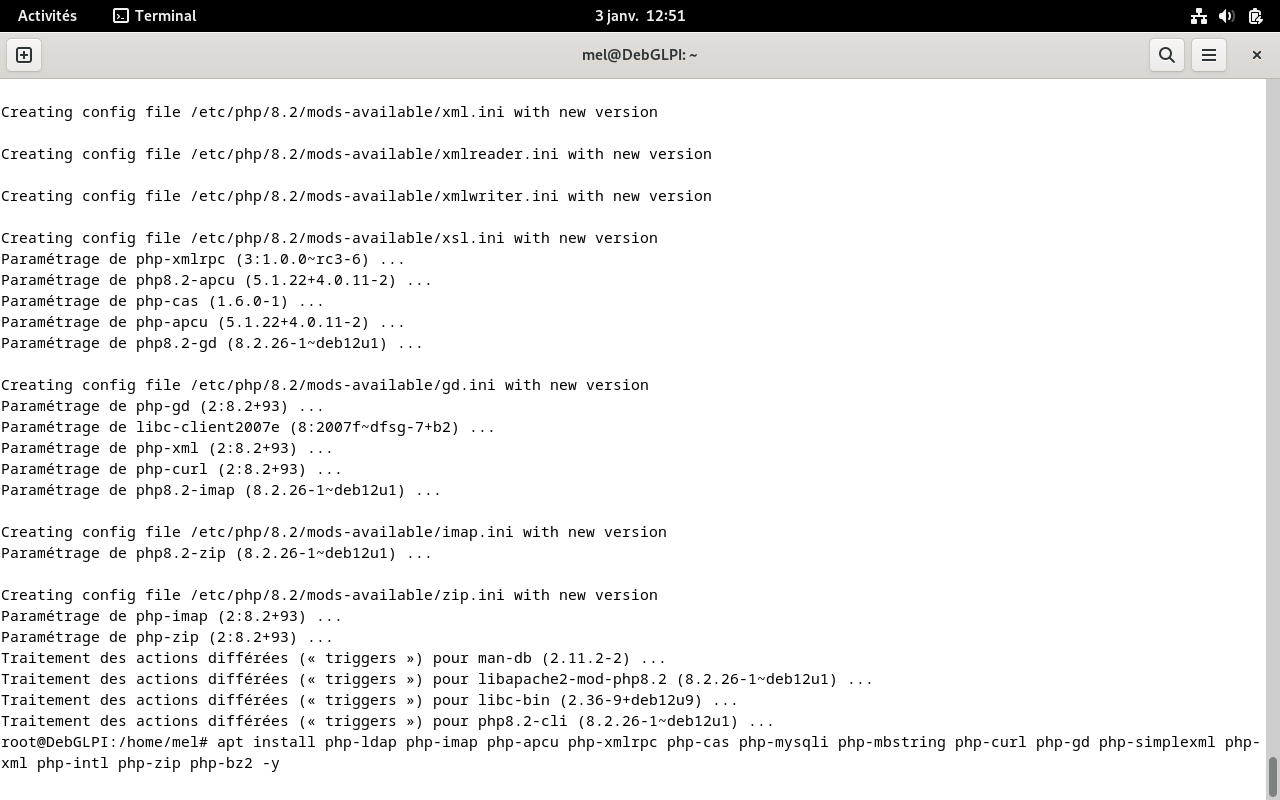 Activités
Terminal
3 janv. 12:51
mel@DebGLPI: ~
Creating config file /etc/php/8.2/mods-available/xml.ini with new version
Creating config file /etc/php/8.2/mods-available/xmlreader.ini with new version
Creating config file /etc/php/8.2/mods-available/xmlwriter.ini with new version
Creating config file /etc/php/8.2/mods-available/xsl.ini with new version
Paramétrage de php-xmlrpc (3:1.0.0~rc3-6) ...
Paramétrage de php8.2-apcu (5.1.22+4.0.11-2) ...
Paramétrage de php-cas (1.6.0-1) ...
Paramétrage de php-apcu (5.1.22+4.0.11-2) ...
Paramétrage de php8.2-gd (8.2.26-1~deb12u1) ...
Creating config file /etc/php/8.2/mods-available/gd.ini with new version
Paramétrage de php-gd (2:8.2+93) ...
Paramétrage de libc-client2007e (8:2007f~dfsg-7+b2) ...
Paramétrage de php-xml (2:8.2+93) ...
Paramétrage de php-curl (2:8.2+93) ...
Paramétrage de php8.2-imap (8.2.26-1~deb12u1) ...
Creating config file /etc/php/8.2/mods-available/imap.ini with new version
Paramétrage de php8.2-zip (8.2.26-1~deb12u1) ...
Creating config file /etc/php/8.2/mods-available/zip.ini with new version
Paramétrage de php-imap (2:8.2+93) ...
Paramétrage de php-zip (2:8.2+93) ...
Traitement des actions différées (« triggers ») pour man-db (2.11.2-2) ...
Traitement des actions différées (« triggers ») pour libapache2-mod-php8.2 (8.2.26-1~deb12u1) ...
Traitement des actions différées (« triggers ») pour libc-bin (2.36-9+deb12u9) ...
Traitement des actions différées (« triggers ») pour php8.2-cli (8.2.26-1~deb12u1) ...
root@DebGLPI:/home/mel# apt install php-ldap php-imap php-apcu php-xmlrpc php-cas php-mysqli php-mbstring php-curl php-gd php-simplexml php-
xml php-intl php-zip php-bz2 -y